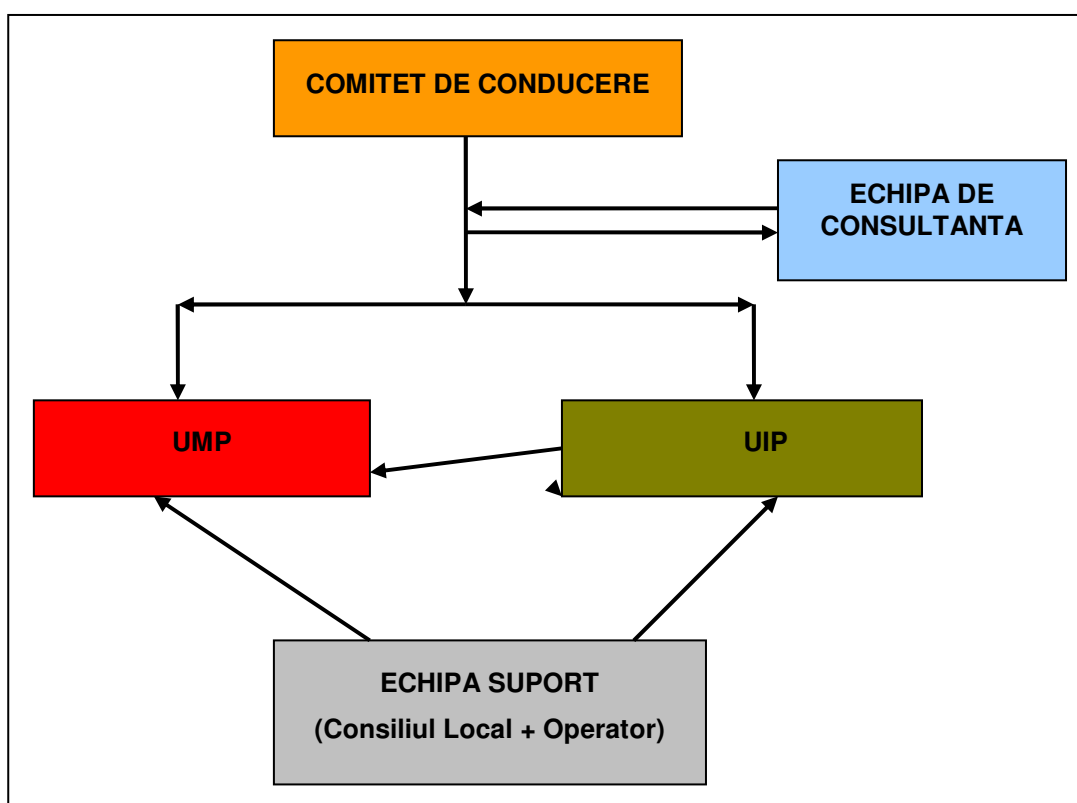 COMITET DE CONDUCERE
ECHIPA DE
CONSULTANTA
UMP
UIP
ECHIPA SUPORT
(Consiliul Local + Operator)